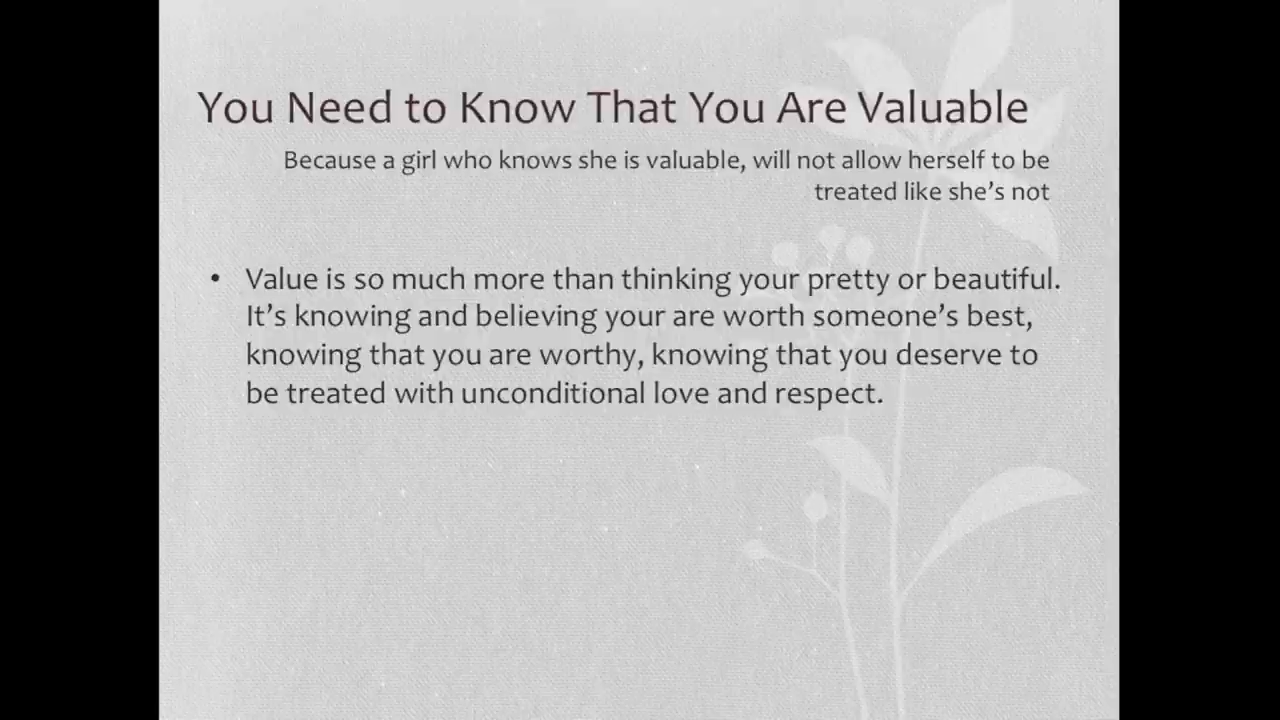 You Need to Know That You Are Valuable
Because a girl who knows she is valuable, will not allow herself to be
treated like she’s not
• Value is so much more than thinking your pretty or beautiful.
It’s knowing and believing your are worth someone’s best,
knowing that you are worthy, knowing that you deserve to
be treated with unconditional love and respect.